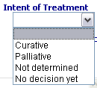 Intent of Treatment
Curative
Palliative
Not determined
No decision yet